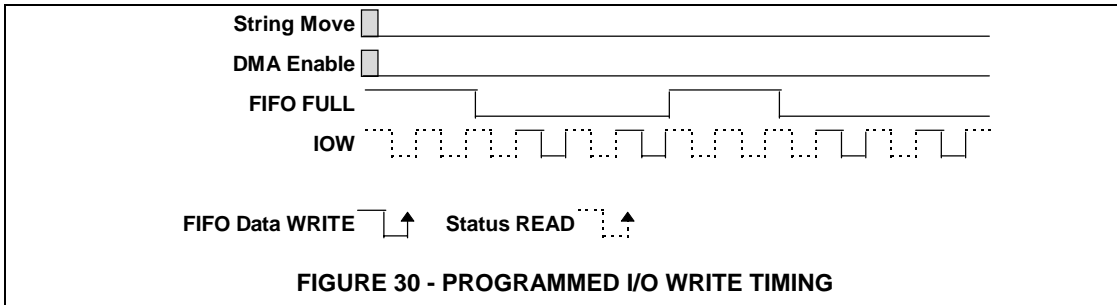 String Move
DMA Enable
FIFO FULL
IOW
FIFO Data WRITE Status READ
FIGURE 30 - PROGRAMMED I/O WRITE TIMING